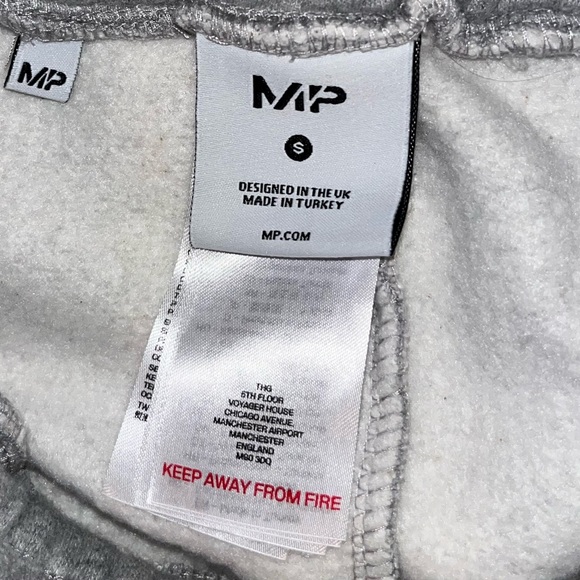 MP
MP
S
DESIGNED IN THE UK
MADE IN TURKEY
MP.COM
THG
5TH FLOOR
VOYAGER HOUSE
CHICAGO AVENUE,
MANCHESTER AIRPORT
MANCHESTER
ENGLAND
M90 3DQ
KEEP AWAY FROM FIRE